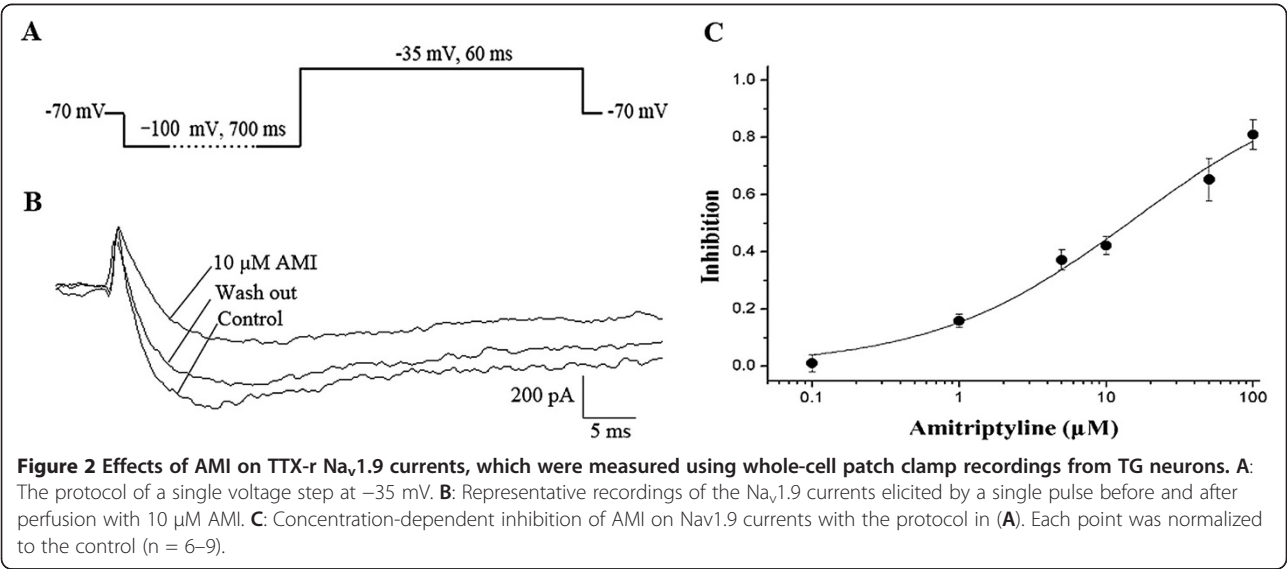 A
-35 mV, 60 ms
-70 mV
-70 mV
−100 mV, 700 ms
B
10 µM AMI
Wash out
Control
200 pA
5 ms
C
1.0
0.8
0.6
0.4
0.2
0.0
Inhibition
0.1 1 10 100
Amitriptyline (µM)
Figure 2 Effects of AMI on TTX-r Nav1.9 currents, which were measured using whole-cell patch clamp recordings from TG neurons. A:
The protocol of a single voltage step at −35 mV. B: Representative recordings of the Nav1.9 currents elicited by a single pulse before and after
perfusion with 10 µM AMI. C: Concentration-dependent inhibition of AMI on Nav1.9 currents with the protocol in (A). Each point was normalized
to the control (n = 6–9).